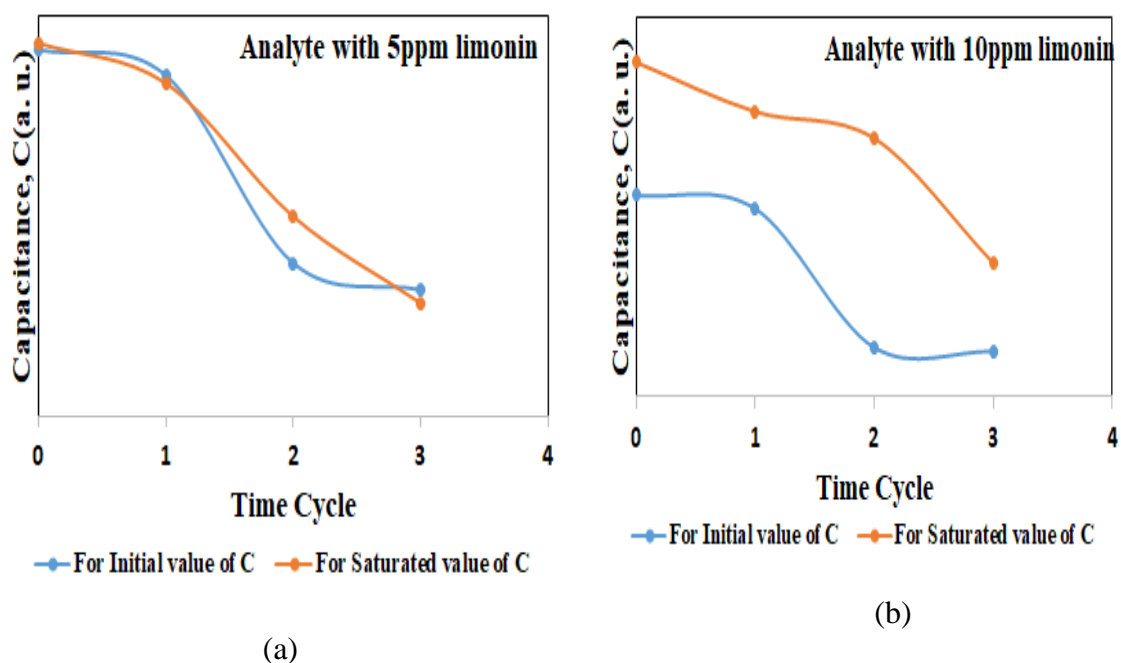 Analyte with 5ppm limonin
Capacitance, C(a. u.)
0 1 2 3 4
Time Cycle
For Initial value of C For Saturated value of C
(a)
Analyte with 10ppm limonin
Capacitance, C(a. u.)
0 1 2 3 4
Time Cycle
For Initial value of C For Saturated value of C
(b)